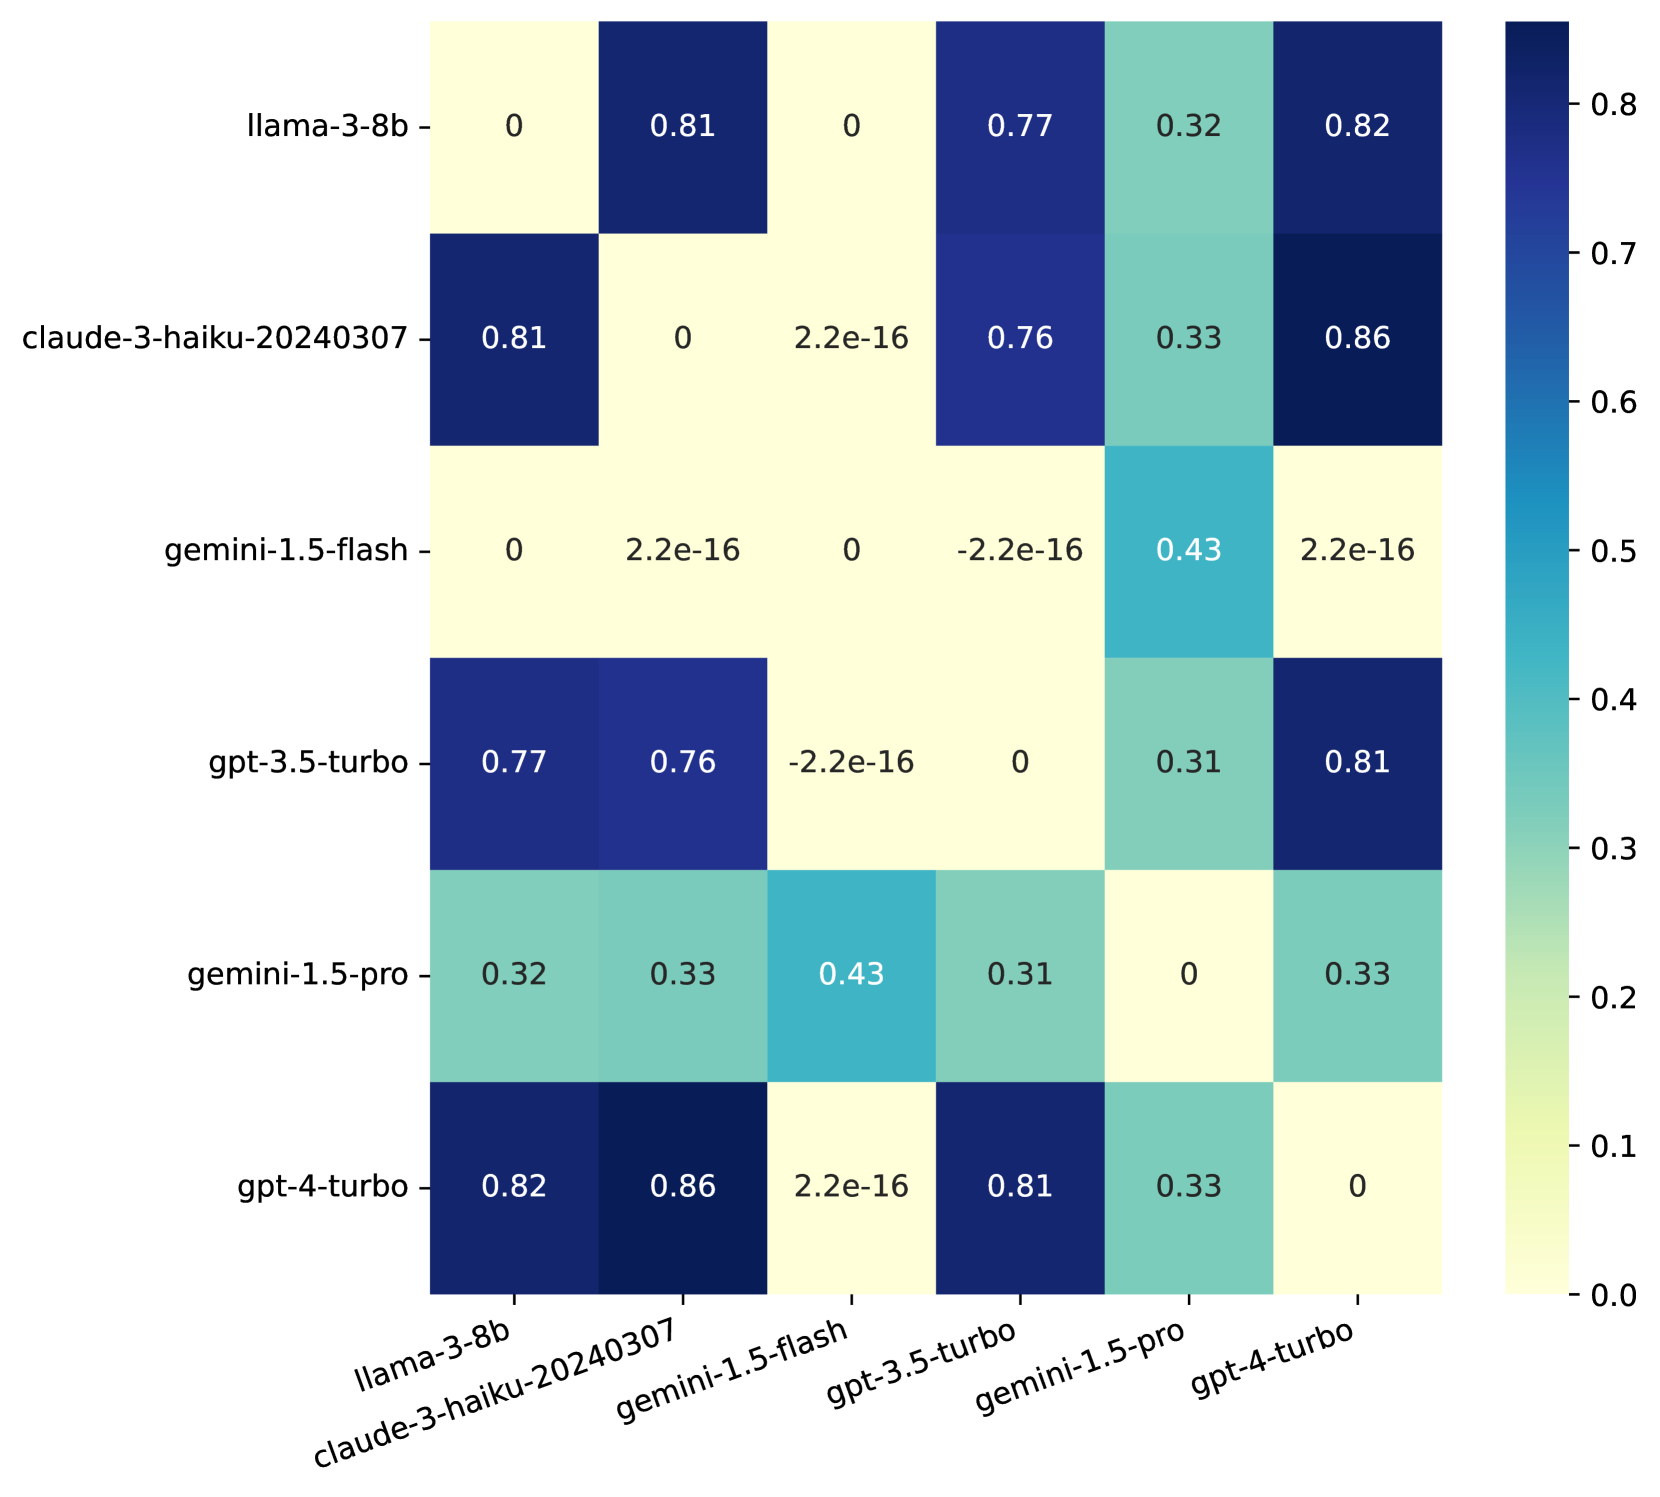 llama-3-8b 0 0.81 0 0.77 0.32 0.82
claude-3-haiku-20240307 0.81 0 2.2e-16 0.76 0.33 0.86
gemini-1.5-flash 0 2.2e-16 0 -2.2e-16 0.43 2.2e-16
gpt-3.5-turbo 0.77 0.76 -2.2e-16 0 0.31 0.81
gemini-1.5-pro 0.32 0.33 0.43 0.31 0 0.33
gpt-4-turbo 0.82 0.86 2.2e-16 0.81 0.33 0
llama-3-8b
claude-3-haiku-20240307
gemini-1.5-flash
gpt-3.5-turbo
gemini-1.5-pro
gpt-4-turbo
0.8
0.7
0.6
0.5
0.4
0.3
0.2
0.1
0.0